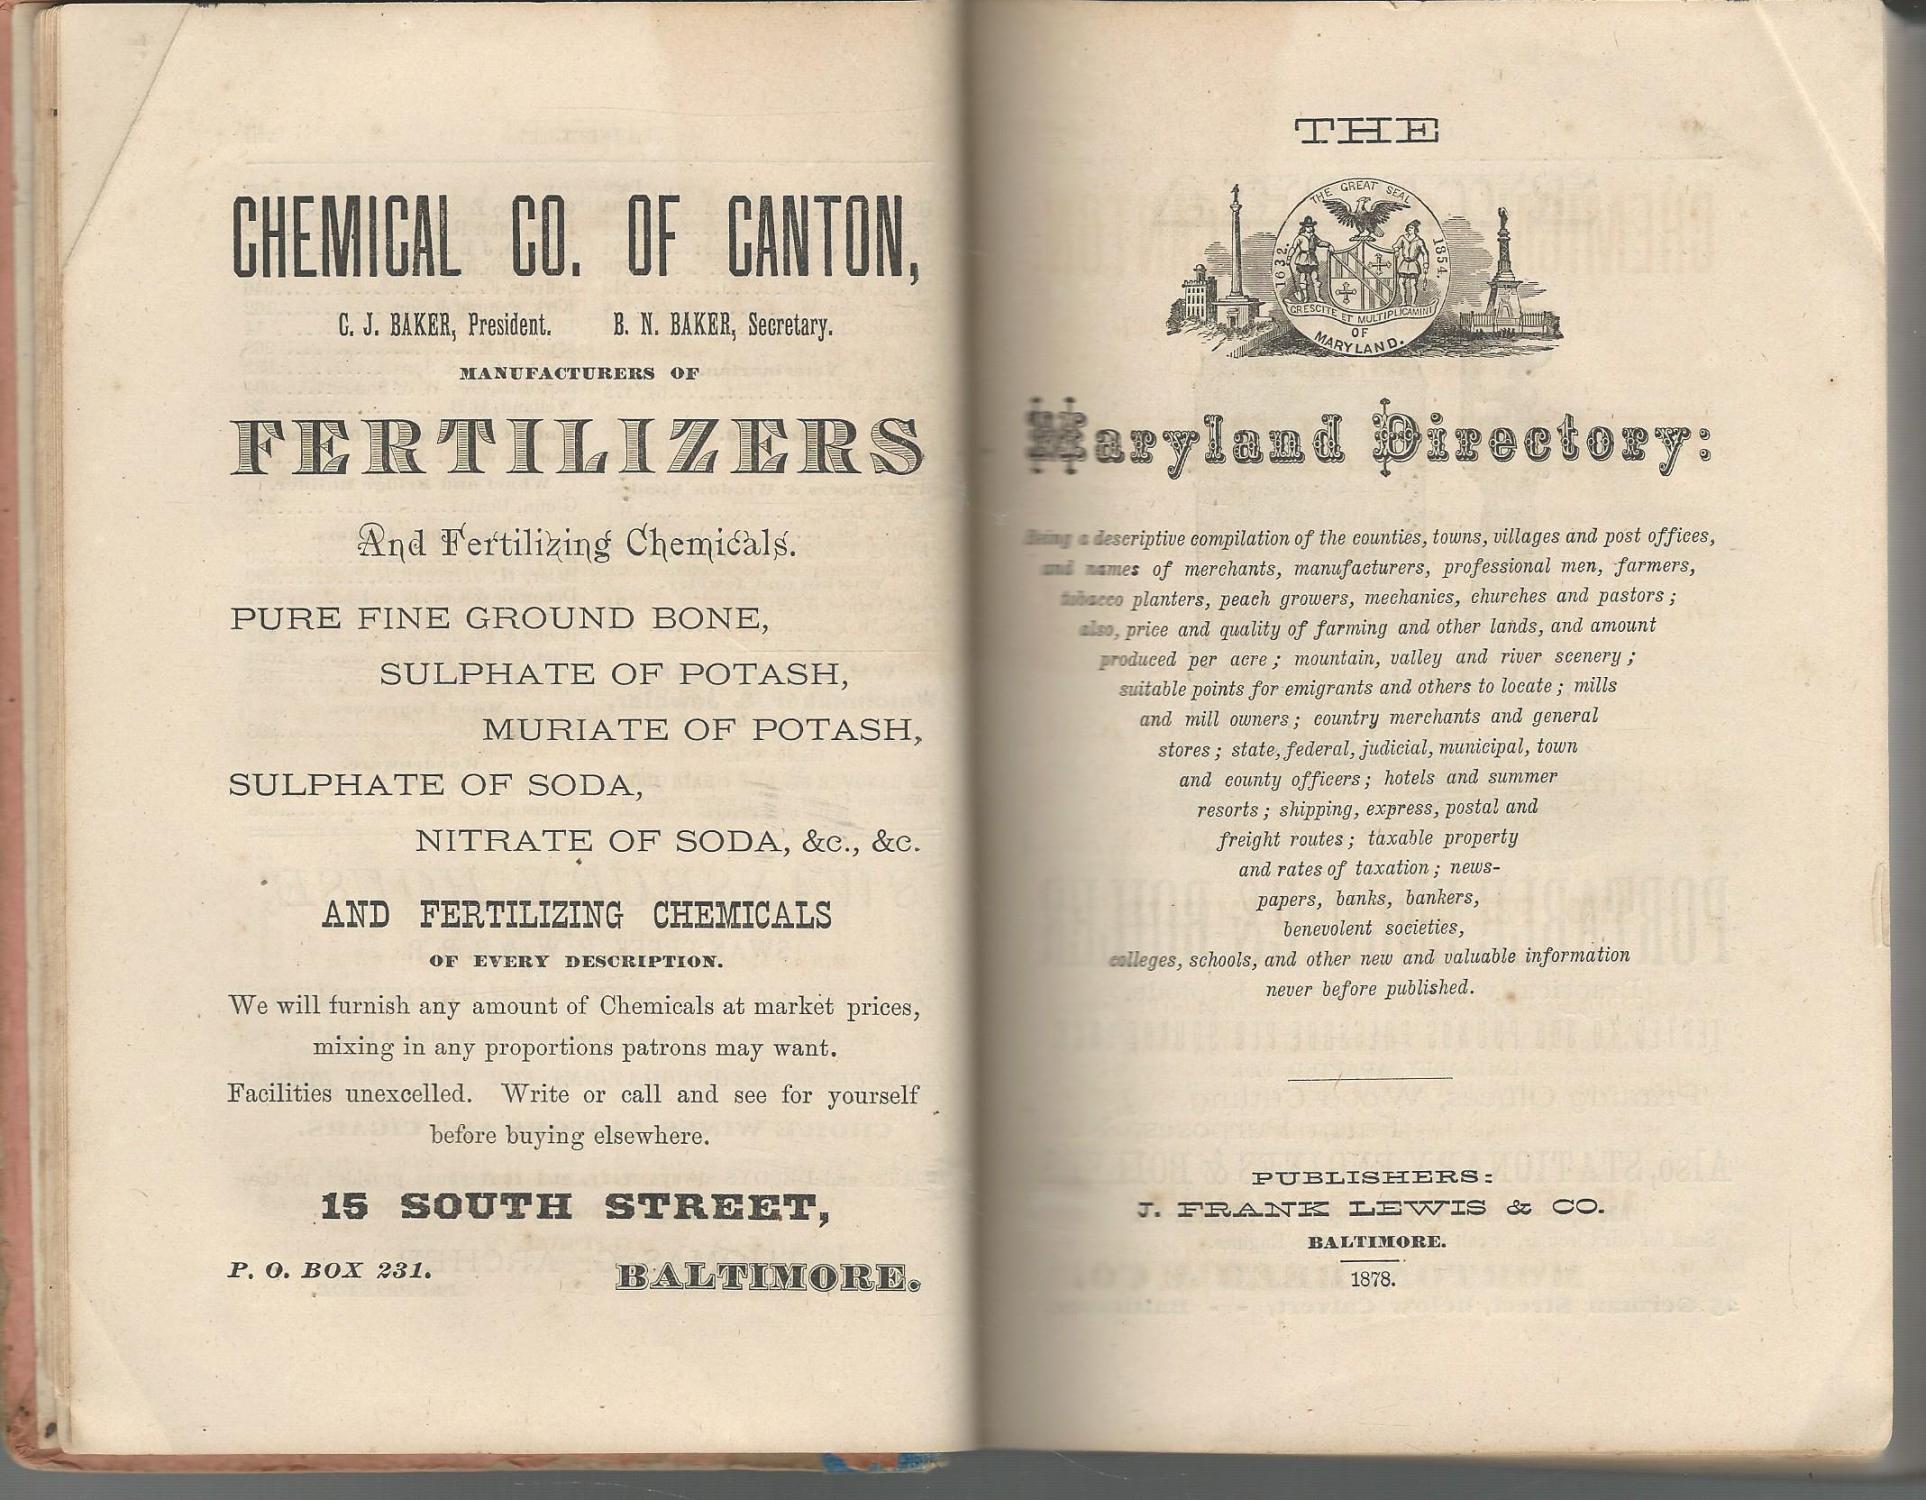 CHEMICAL CO. OF CANTON,
C. J. BAKER, President. B. N. BAKER, Secretary.
MANUFACTURERS OF
FERTILIZERS
And Fertilizing Chemicals.
PURE FINE GROUND BONE,
SULPHATE OF POTASH,
MURIATE OF POTASH,
SULPHATE OF SODA,
NITRATE OF SODA, &c., &c.
AND FERTILIZING CHEMICALS
OF EVERY DESCRIPTION.
We will furnish any amount of Chemicals at market prices,
mixing in any proportions patrons may want.
Facilities unexcelled. Write or call and see for yourself
before buying elsewhere.
15 SOUTH STREET,
P. O. BOX 231. BALTIMORE.
THE
THE GREAT SEAL
1632. 1854.
CRESCITE ET MULTIPLICAMINI
OF
MARYLAND.
Maryland Directory:
Being a descriptive compilation of the counties, towns, villages and post offices,
and names of merchants, manufacturers, professional men, farmers,
tobacco planters, peach growers, mechanics, churches and pastors;
also, price and quality of farming and other lands, and amount
produced per acre; mountain, valley and river scenery;
suitable points for emigrants and others to locate; mills
and mill owners; country merchants and general
stores; state, federal, judicial, municipal, town
and county officers; hotels and summer
resorts; shipping, express, postal and
freight routes; taxable property
and rates of taxation; news-
papers, banks, bankers,
benevolent societies,
colleges, schools, and other new and valuable information
never before published.
PUBLISHERS:
J. FRANK LEWIS & CO.
BALTIMORE.
1878.